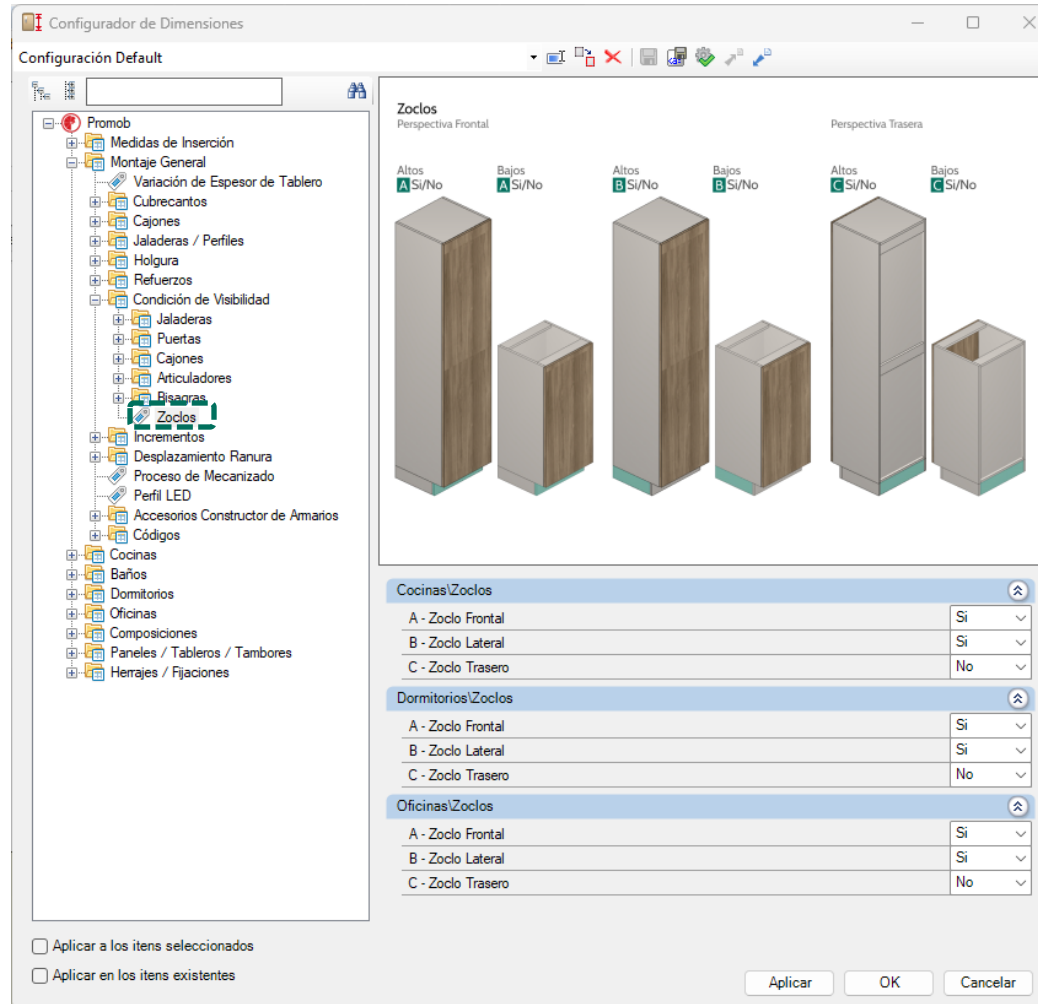 Configurador de Dimensiones
Configuración Default
Promob
Medidas de Inserción
Montaje General
Variación de Espesor de Tablero
Cubrecantos
Cajones
Jaladeras / Perfiles
Holgura
Refuerzos
Condición de Visibilidad
Jaladeras
Puertas
Cajones
Articuladores
Bisagras
Zoclos
Incrementos
Desplazamiento Ranura
Proceso de Mecanizado
Perfil LED
Accesorios Constructor de Armarios
Códigos
Cocinas
Baños
Dormitorios
Oficinas
Composiciones
Paneles / Tableros / Tambores
Herrajes / Fijaciones
Zoclos
Perspectiva Frontal Perspectiva Trasera
Altos Bajos Altos Bajos Altos Bajos
A Si/No A Si/No B Si/No B Si/No C Si/No C Si/No
Cocinas\Zoclos
A - Zoclo Frontal Si
B - Zoclo Lateral Si
C - Zoclo Trasero No
Dormitorios\Zoclos
A - Zoclo Frontal Si
B - Zoclo Lateral Si
C - Zoclo Trasero No
Oficinas\Zoclos
A - Zoclo Frontal Si
B - Zoclo Lateral Si
C - Zoclo Trasero No
Aplicar a los itens seleccionados
Aplicar en los itens existentes
Aplicar OK Cancelar